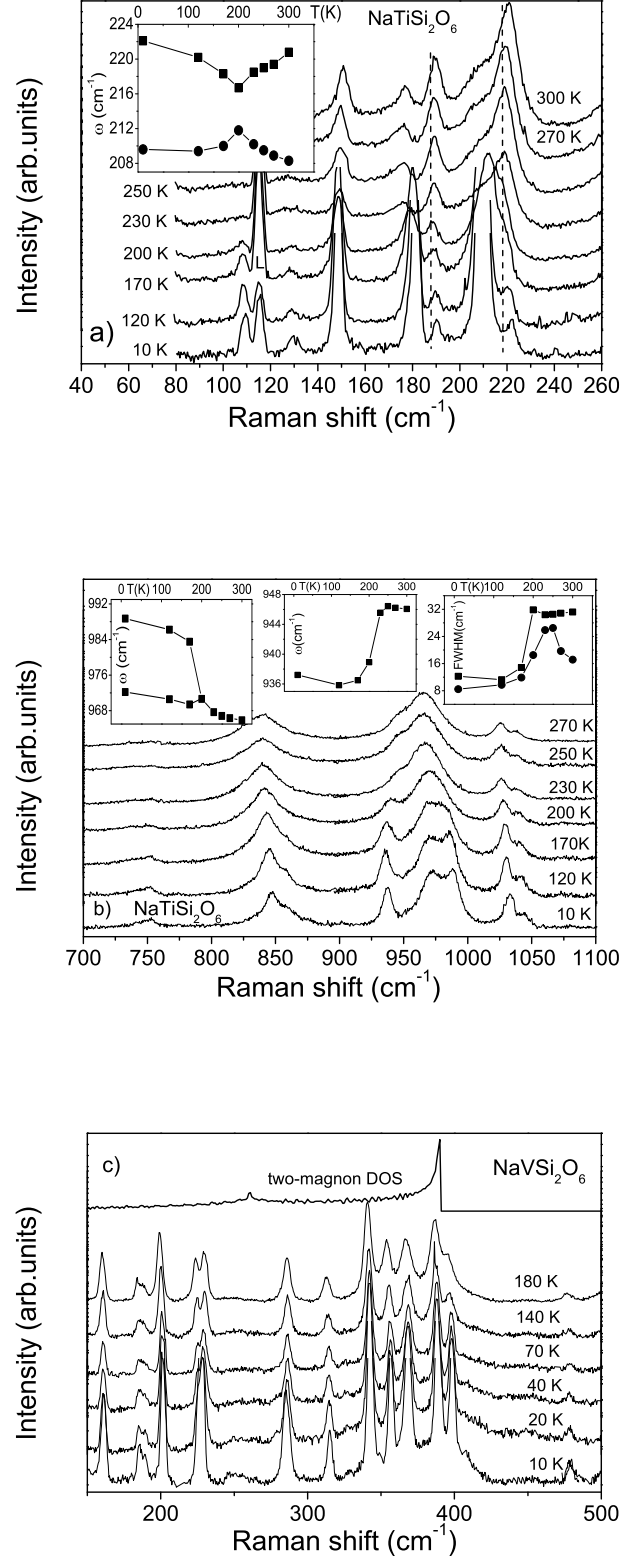 0 100 200 300 T(K)
NaTiSi2O6
224
220
216
212
208
ω (cm-1)
300 K
270 K
250 K
230 K
200 K
170 K
120 K
10 K
a)
Intensity (arb.units)
40 60 80 100 120 140 160 180 200 220 240 260
Raman shift (cm-1)
0 T(K) 100 200 300
992
984
976
968
ω (cm-1)
0 T(K) 100 200 300
948
944
940
936
ω(cm-1)
0 T(K) 100 200 300
32
24
16
8
FWHM(cm-1)
270 K
250 K
230 K
200 K
170K
120 K
10 K
b) NaTiSi2O6
Intensity (arb.units)
700 750 800 850 900 950 1000 1050 1100
Raman shift (cm-1)
c)
two-magnon DOS
NaVSi2O6
180 K
140 K
70 K
40 K
20 K
10 K
Intensity (arb.units)
200 300 400 500
Raman shift (cm-1)